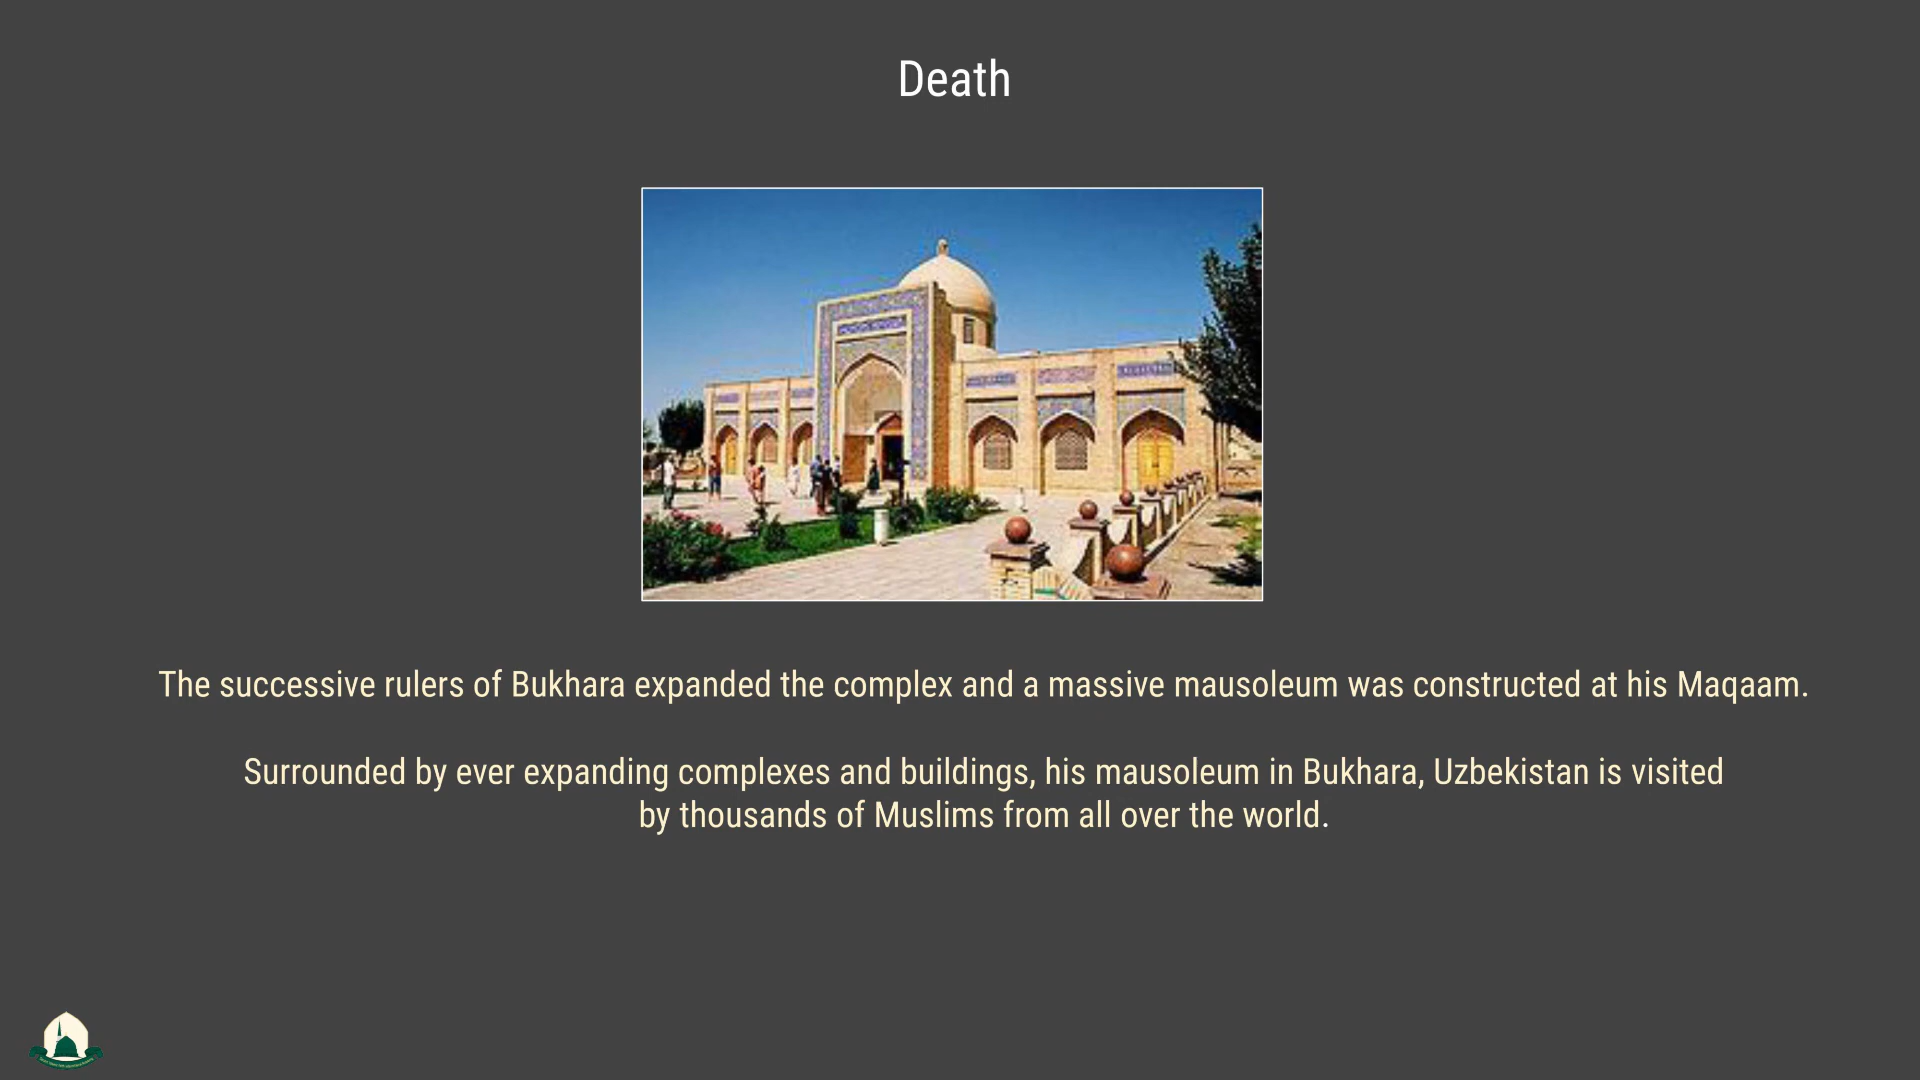 Death
The successive rulers of Bukhara expanded the complex and a massive mausoleum was constructed at his Maqaam.
Surrounded by ever expanding complexes and buildings, his mausoleum in Bukhara, Uzbekistan is visited
by thousands of Muslims from all over the world.